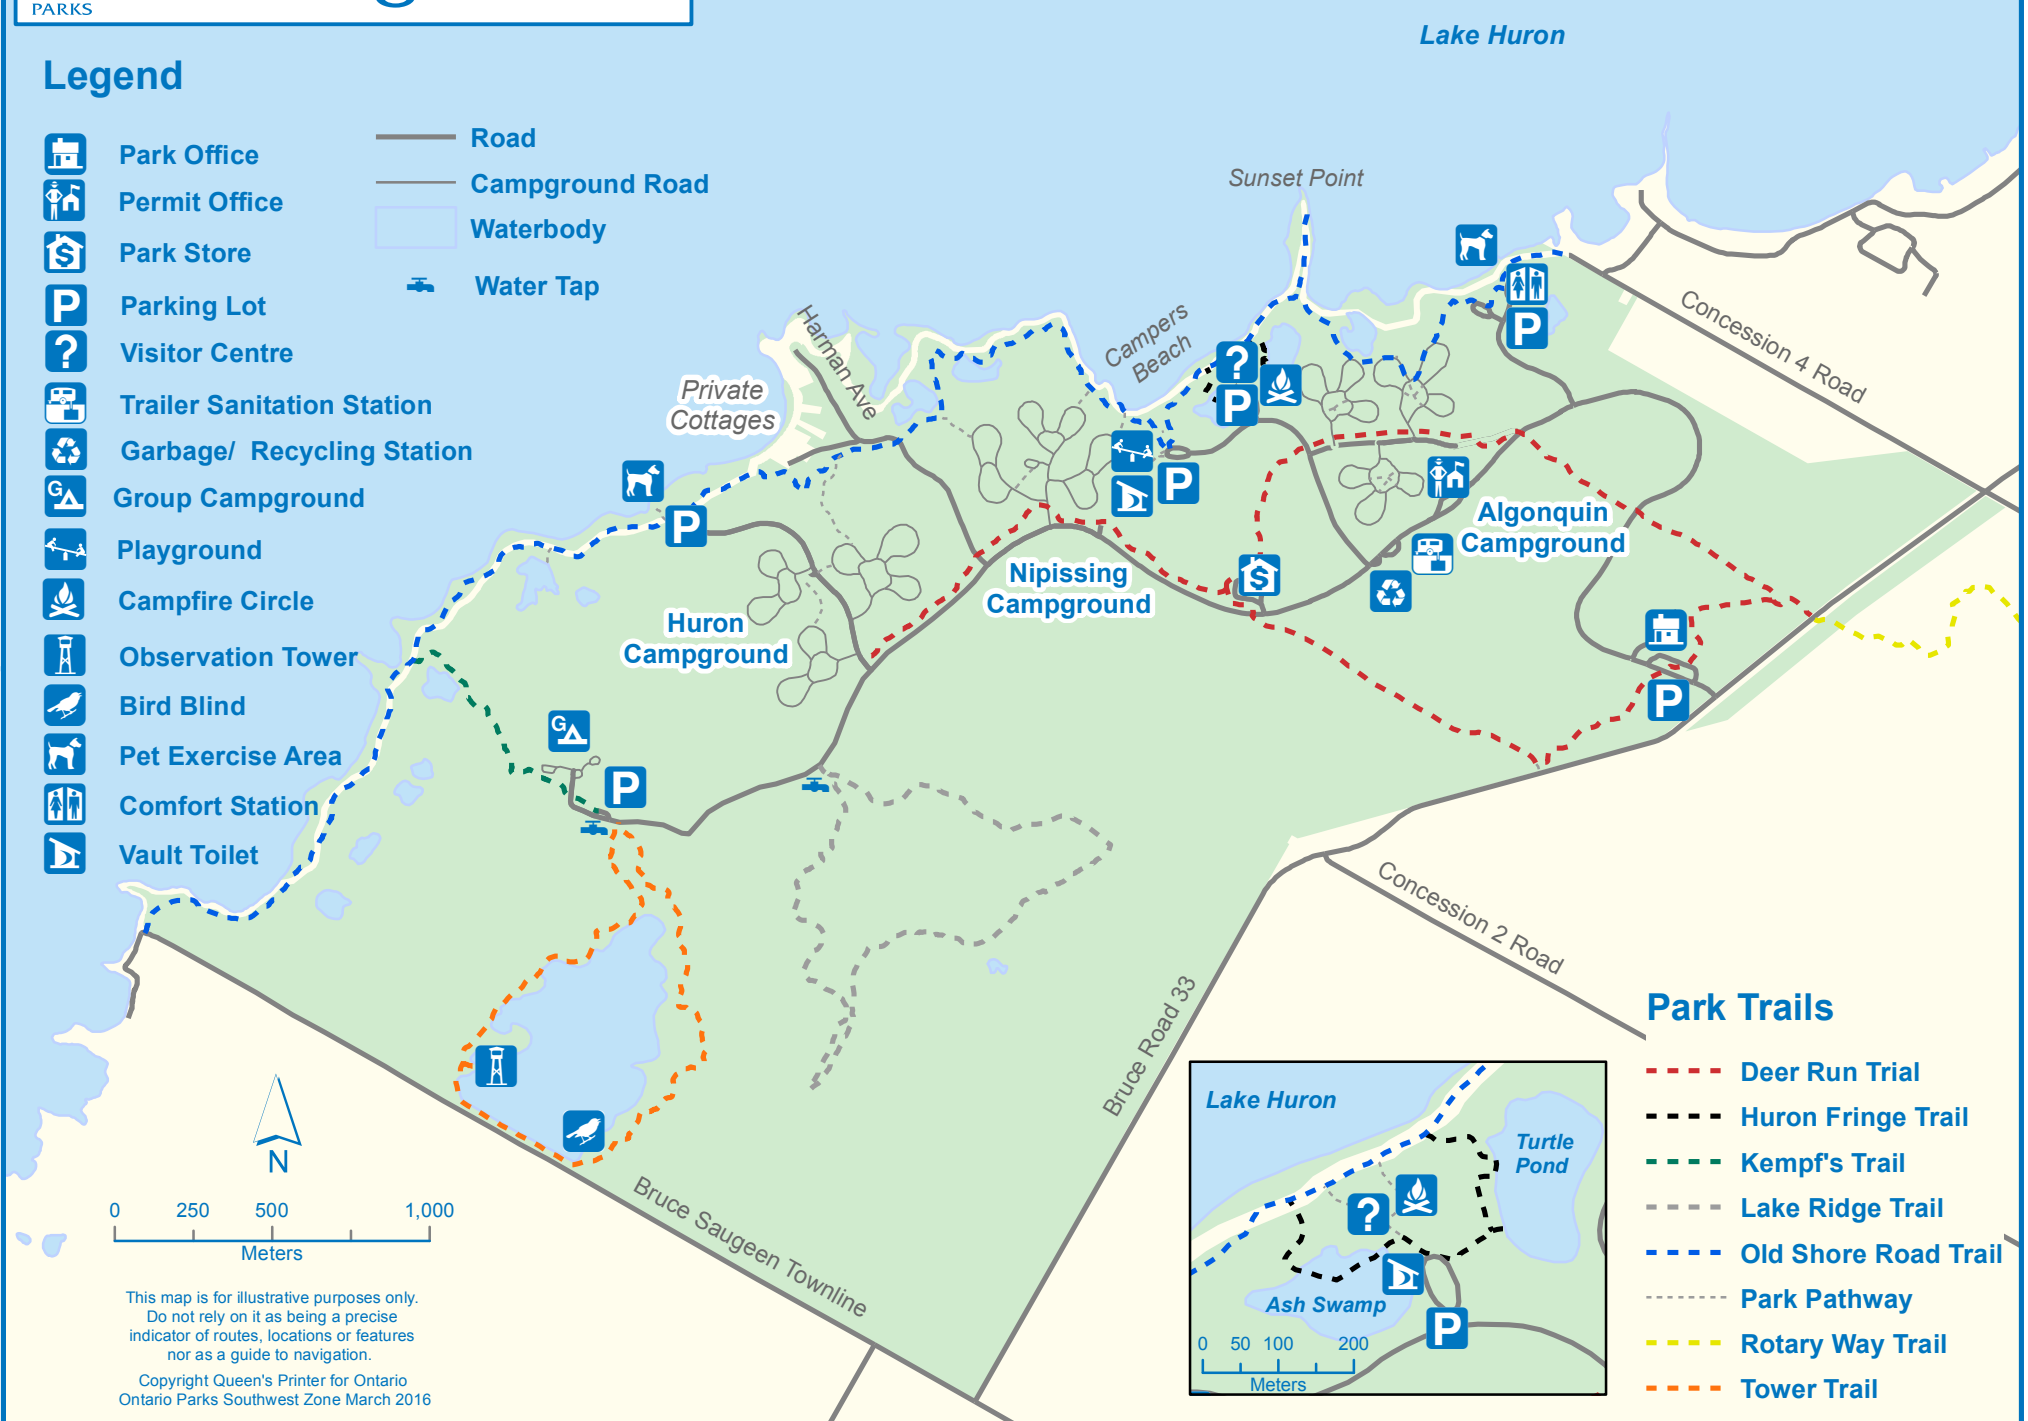 PARKS
Legend
Park Office
Permit Office
Park Store
Parking Lot
Visitor Centre
Trailer Sanitation Station
Garbage/ Recycling Station
Group Campground
Playground
Campfire Circle
Observation Tower
Bird Blind
Pet Exercise Area
Comfort Station
Vault Toilet
Road
Campground Road
Waterbody
Water Tap
Lake Huron
Sunset Point
Campers
Beach
Harman Ave
Private
Cottages
Concession 4 Road
Algonquin
Campground
Nipissing
Campground
Huron
Campground
Concession 2 Road
Bruce Road 33
Bruce Saugeen Townline
N
0 250 500 1,000
Meters
This map is for illustrative purposes only.
Do not rely on it as being a precise
indicator of routes, locations or features
nor as a guide to navigation.
Copyright Queen's Printer for Ontario
Ontario Parks Southwest Zone March 2016
Lake Huron
Turtle
Pond
Ash Swamp
0 50 100 200
Meters
Park Trails
Deer Run Trial
Huron Fringe Trail
Kempf's Trail
Lake Ridge Trail
Old Shore Road Trail
Park Pathway
Rotary Way Trail
Tower Trail